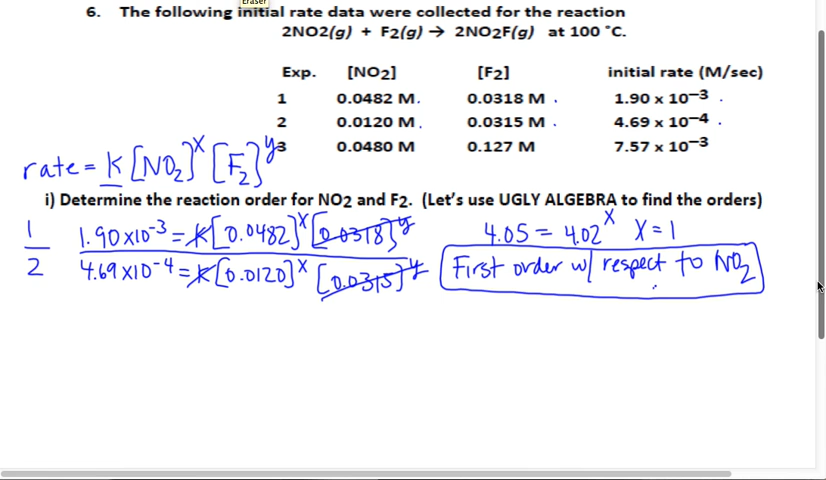 Eraser
6. The following initial rate data were collected for the reaction
2NO2(g) + F2(g) → 2NO2F(g) at 100 °C.
Exp. [NO2] [F2] initial rate (M/sec)
1 0.0482 M. 0.0318 M . 1.90 x 10⁻³ .
2 0.0120 M. 0.0315 M . 4.69 x 10⁻⁴ .
3 0.0480 M 0.127 M 7.57 x 10⁻³
rate = k [NO₂]ˣ [F₂]ʸ
i) Determine the reaction order for NO2 and F2. (Let's use UGLY ALGEBRA to find the orders)
1 1.90 x10⁻³ = k[0.0482]ˣ [0.0318]ʸ 4.05 = 4.02ˣ X = 1
2 4.69 x10⁻⁴ = k[0.0120]ˣ [0.0315]ʸ First order w/ respect to NO₂